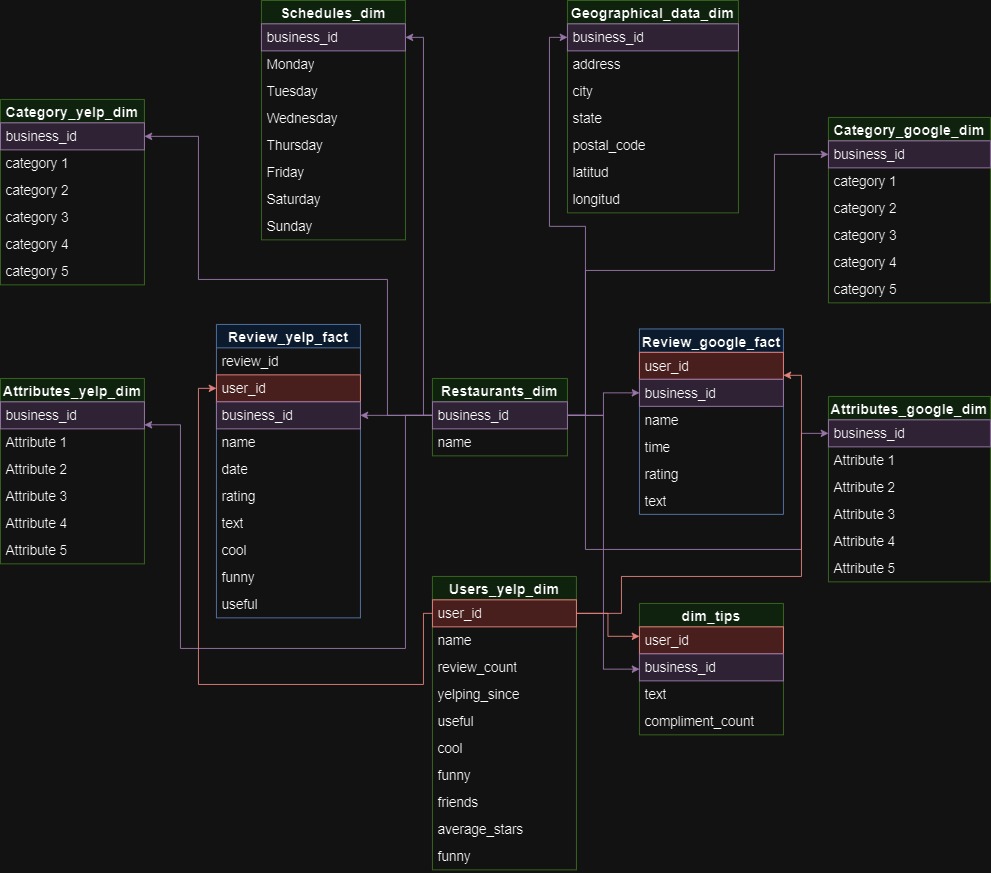 Schedules_dim
business_id
Monday
Tuesday
Wednesday
Thursday
Friday
Saturday
Sunday
Geographical_data_dim
business_id
address
city
state
postal_code
latitud
longitud
Category_yelp_dim
business_id
category 1
category 2
category 3
category 4
category 5
Category_google_dim
business_id
category 1
category 2
category 3
category 4
category 5
Review_yelp_fact
review_id
user_id
business_id
name
date
rating
text
cool
funny
useful
Review_google_fact
user_id
business_id
name
time
rating
text
Attributes_yelp_dim
business_id
Attribute 1
Attribute 2
Attribute 3
Attribute 4
Attribute 5
Restaurants_dim
business_id
name
Attributes_google_dim
business_id
Attribute 1
Attribute 2
Attribute 3
Attribute 4
Attribute 5
Users_yelp_dim
user_id
name
review_count
yelping_since
useful
cool
funny
friends
average_stars
funny
dim_tips
user_id
business_id
text
compliment_count